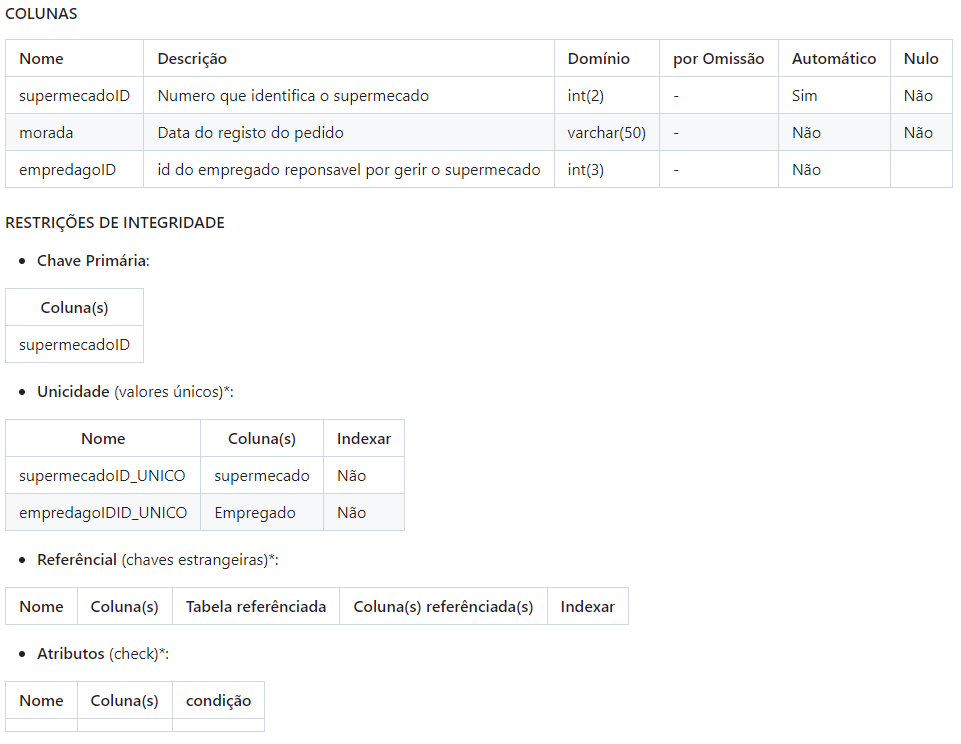 COLUNAS
Nome Descrição Domínio por Omissão Automático Nulo
supermecadoID Numero que identifica o supermecado int(2) - Sim Não
morada Data do registo do pedido varchar(50) - Não Não
empredagoID id do empregado reponsavel por gerir o supermecado int(3) - Não
RESTRIÇÕES DE INTEGRIDADE
• Chave Primária:
Coluna(s)
supermecadoID
• Unicidade (valores únicos)*:
Nome Coluna(s) Indexar
supermecadoID_UNICO supermecado Não
empredagoIDID_UNICO Empregado Não
• Referêncial (chaves estrangeiras)*:
Nome Coluna(s) Tabela referênciada Coluna(s) referênciada(s) Indexar
• Atributos (check)*:
Nome Coluna(s) condição